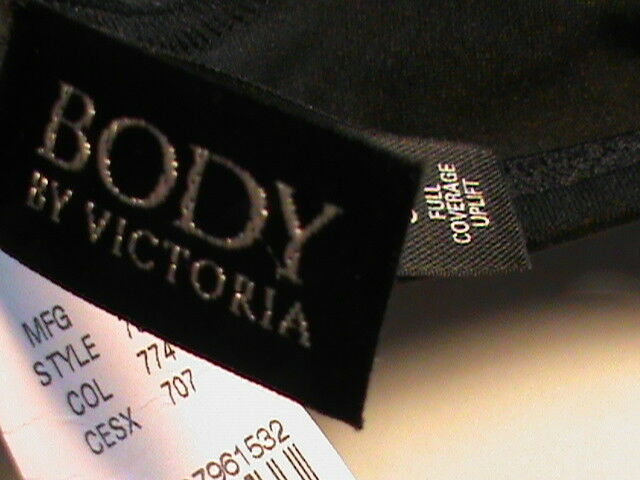 BODY
BY VICTORIA
FULL
COVERAGE
UPLIFT
MFG
STYLE
COL 774
CESX 707
7961532